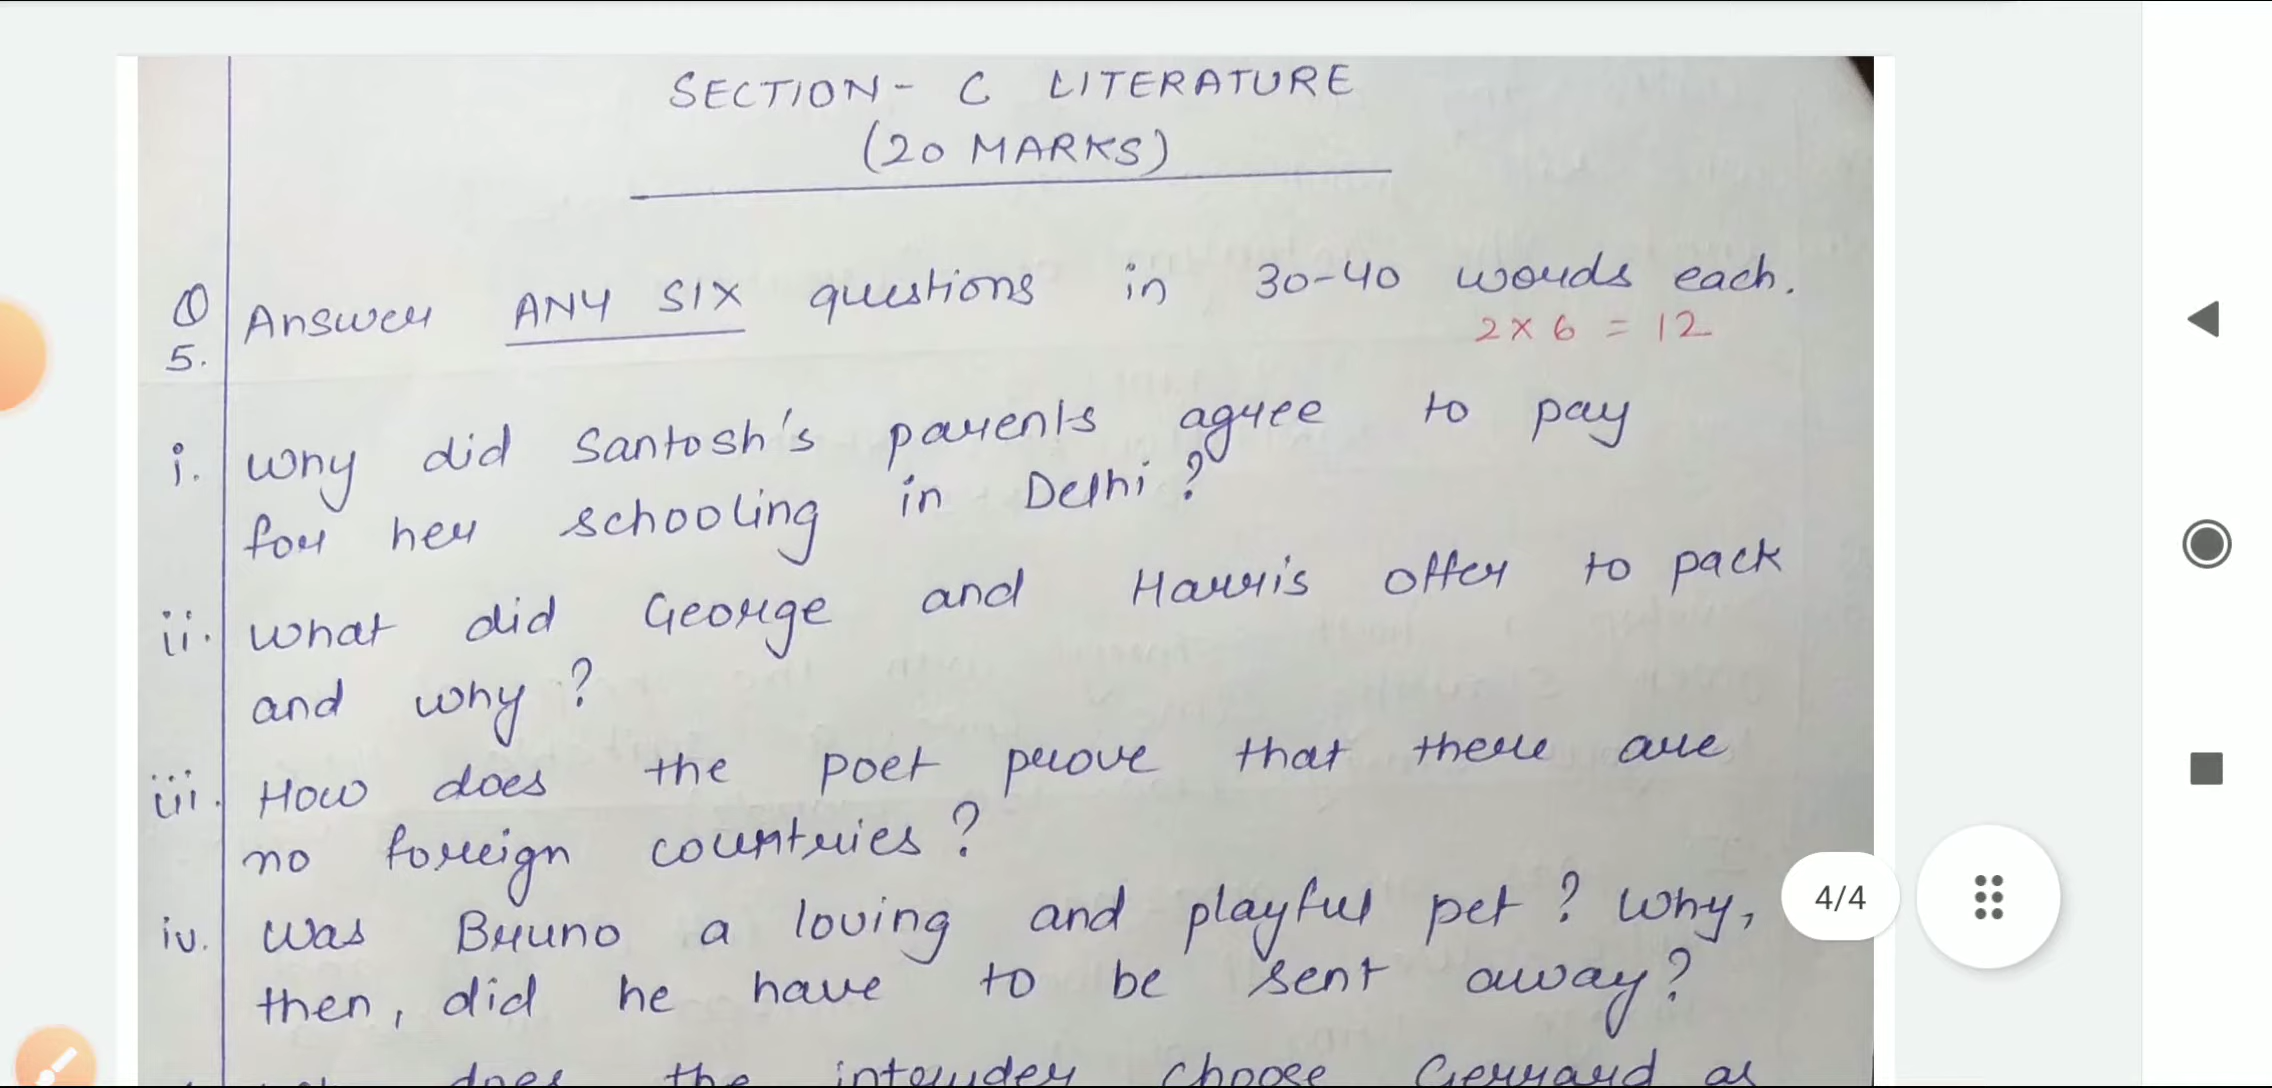 SECTION- C LITERATURE
(20 MARKS)
Q Answer ANY SIX questions in 30-40 words each.
5. 2 x 6 = 12
i. Why did Santosh's parents agree to pay
for her schooling in Delhi?
ii. What did George and Harris offer to pack
and why?
iii. How does the poet prove that there are
no foreign countries?
iv. Was Bruno a loving and playful pet? Why,
then, did he have to be sent away?
does the intruder choose Gerrard as
4/4